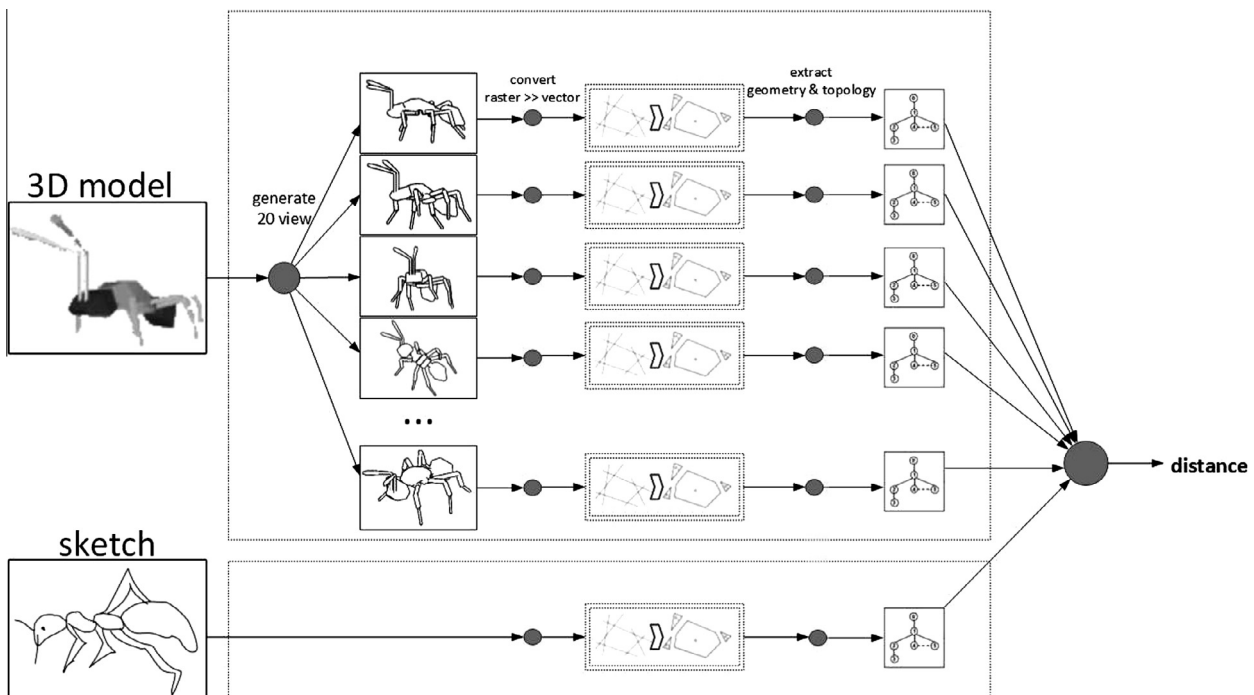 convert
raster >> vector
extract
geometry & topology
3D model
generate
20 view
...
distance
sketch